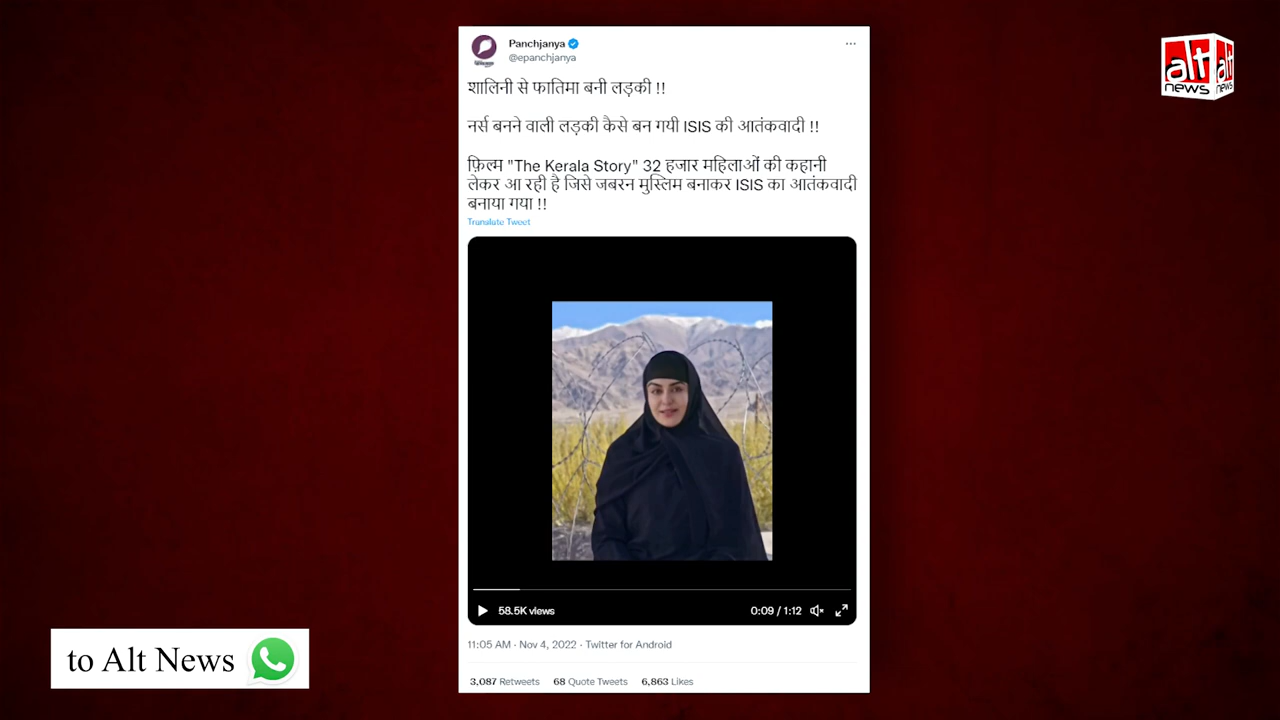 Panchjanya
@epanchjanya
शालिनी से फातिमा बनी लड़की !!
नर्स बनने वाली लड़की कैसे बन गयी ISIS की आतंकवादी !!
फ़िल्म "The Kerala Story" 32 हजार महिलाओं की कहानी
लेकर आ रही है जिसे जबरन मुस्लिम बनाकर ISIS का आतंकवादी
बनाया गया !!
Translate Tweet
58.5K views
0:09 / 1:12
11:05 AM · Nov 4, 2022 · Twitter for Android
3,087 Retweets 68 Quote Tweets 6,863 Likes
alt news
alt news
to Alt News